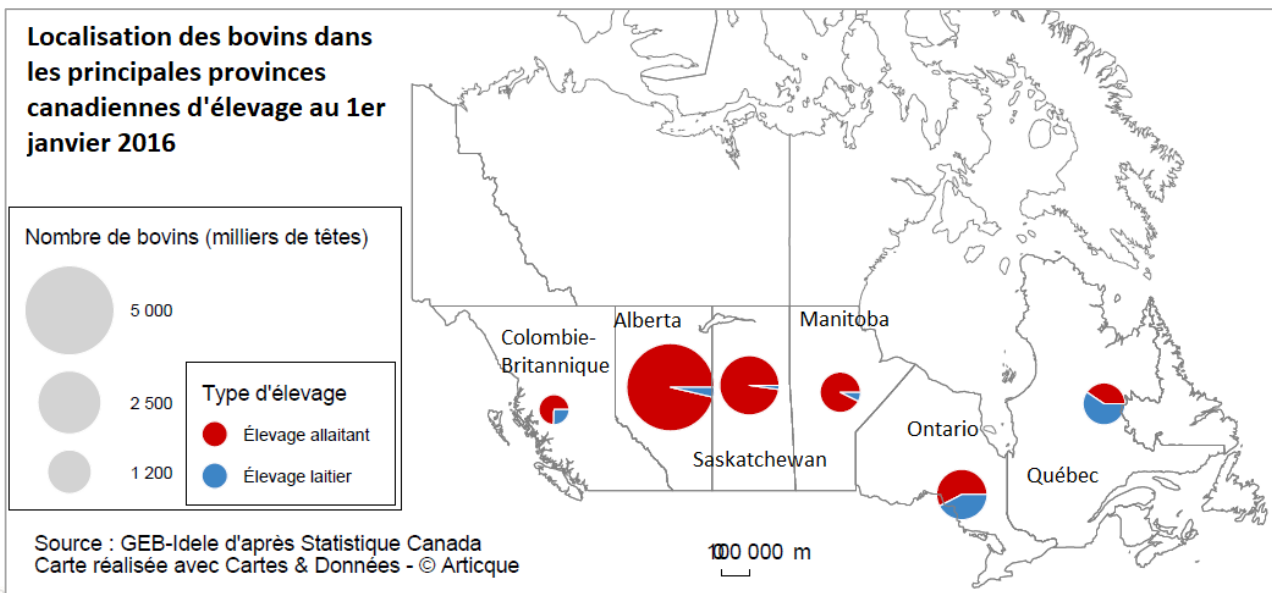 Localisation des bovins dans
les principales provinces
canadiennes d'élevage au 1er
janvier 2016
Nombre de bovins (milliers de têtes)
5 000
2 500
1 200
Type d'élevage
Élevage allaitant
Élevage laitier
Colombie-
Britannique
Alberta
Saskatchewan
Manitoba
Ontario
Québec
Source : GEB-Idele d'après Statistique Canada
Carte réalisée avec Cartes & Données - © Articque
000 m